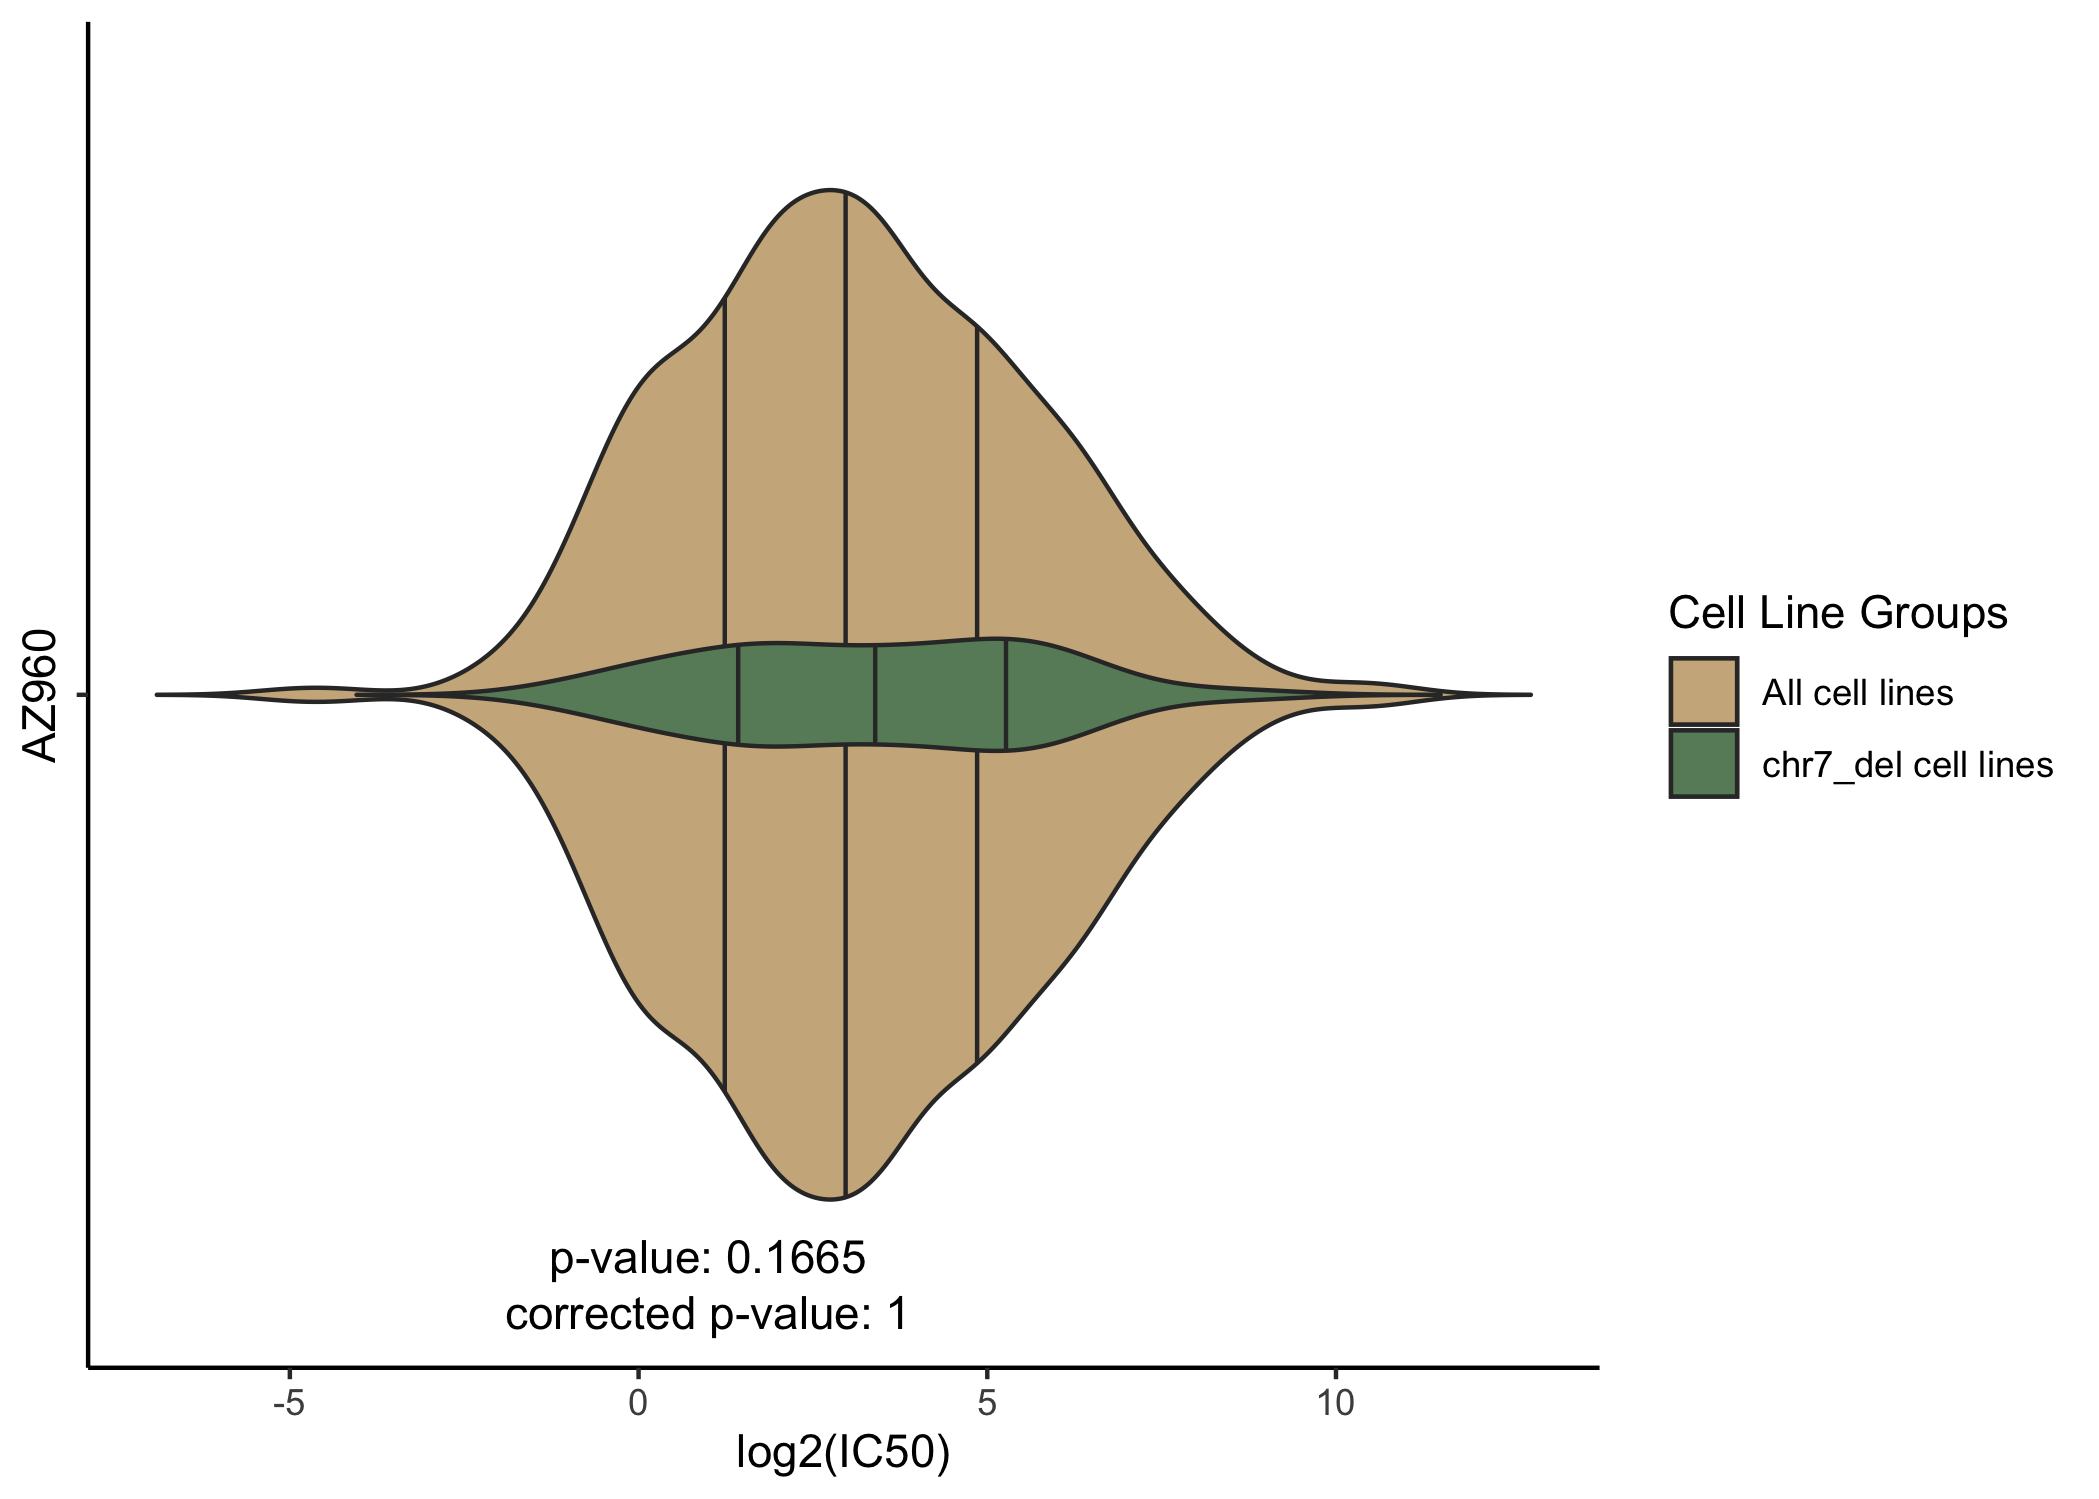 AZ960
p-value: 0.1665
corrected p-value: 1
-5
0
5
10
log2(IC50)
Cell Line Groups
All cell lines
chr7_del cell lines